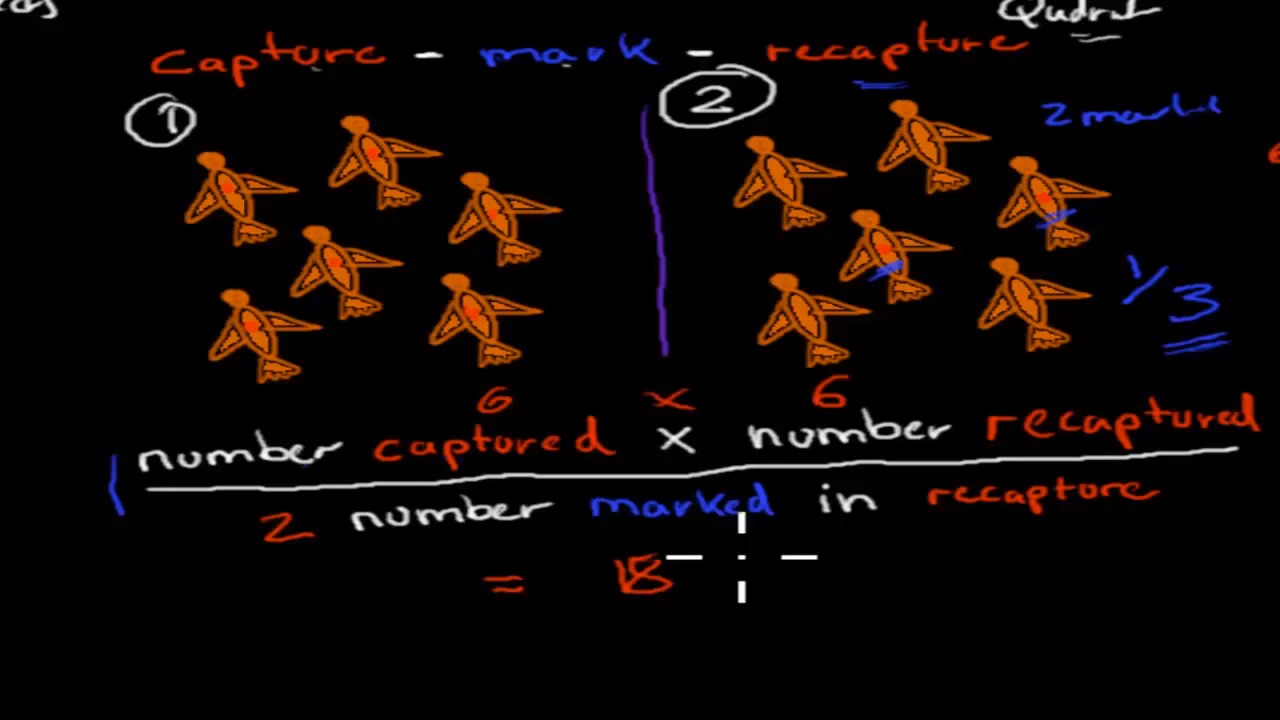 Capture - mark - recapture
1
2
2
1/3
6 x 6
number captured x number recaptured
2 number marked in recapture
= 18